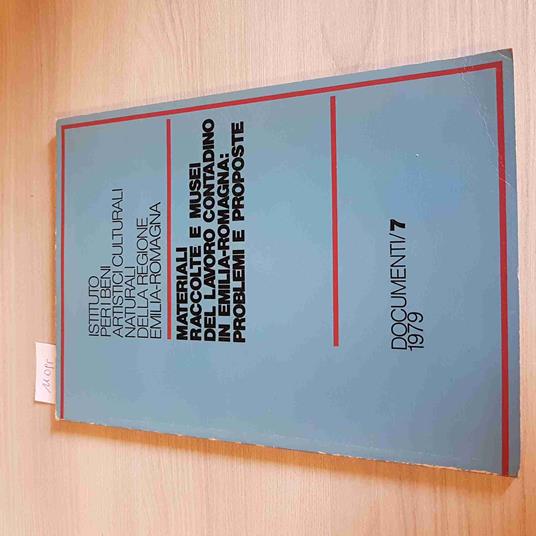 ISTITUTO
PER I BENI
ARTISTICI CULTURALI
NATURALI
DELLA REGIONE
EMILIA-ROMAGNA
MATERIALI
RACCOLTE E MUSEI
DEL LAVORO CONTADINO
IN EMILIA-ROMAGNA:
PROBLEMI E PROPOSTE
DOCUMENTI/7
1979